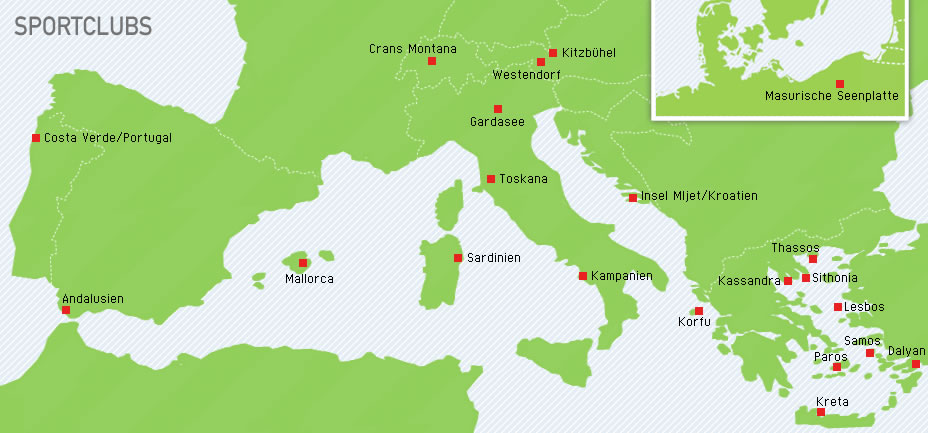 SPORTCLUBS
Crans Montana
Kitzbühel
Westendorf
Masurische Seenplatte
Gardasee
Costa Verde/Portugal
Toskana
Insel Mljet/Kroatien
Thassos
Sardinien
Kampanien
Kassandra
Sithonia
Mallorca
Andalusien
Lesbos
Korfu
Samos
Dalyan
Paros
Kreta